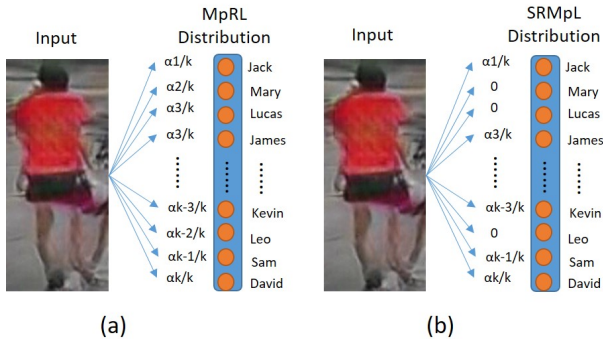 MpRL
Distribution
Input
α1/k
α2/k
α3/k
α3/k
αk-3/k
αk-2/k
αk-1/k
αk/k
Jack
Mary
Lucas
James
Kevin
Leo
Sam
David
(a)
SRMpL
Distribution
Input
α1/k
0
0
α3/k
αk-3/k
0
αk-1/k
αk/k
Jack
Mary
Lucas
James
Kevin
Leo
Sam
David
(b)